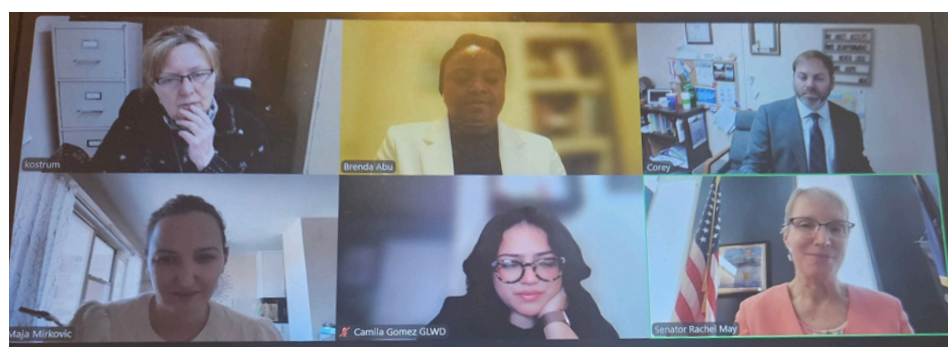 kostrum
Brenda Abu
Corey
Maja Mirkovic
Camila Gomez GLWD
Senator Rachel May